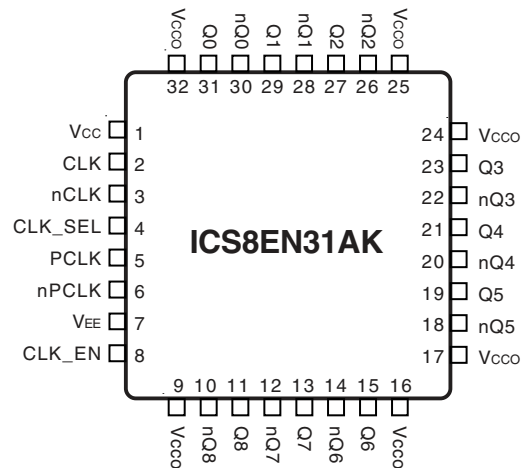 Vcco Q0 nQ0 Q1 nQ1 Q2 nQ2 Vcco
32 31 30 29 28 27 26 25
Vcc 1 24 Vcco
CLK 2 23 Q3
nCLK 3 22 nQ3
CLK_SEL 4 21 Q4
ICS8EN31AK
PCLK 5 20 nQ4
nPCLK 6 19 Q5
VEE 7 18 nQ5
CLK_EN 8 17 Vcco
9 10 11 12 13 14 15 16
Vcco nQ8 Q8 nQ7 Q7 nQ6 Q6 Vcco